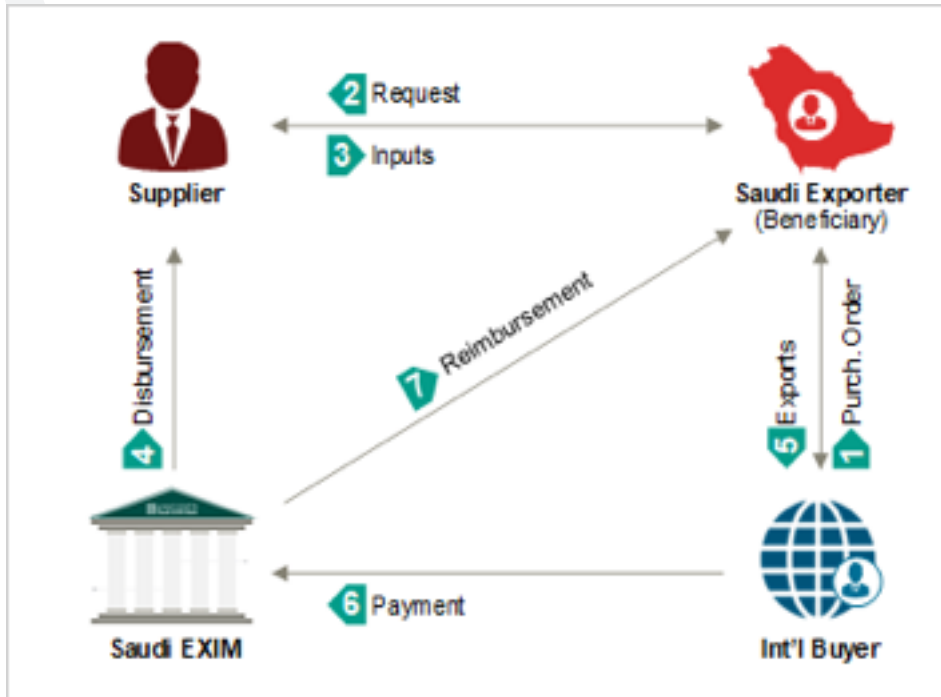 2 Request
3 Inputs
Supplier
Saudi Exporter
(Beneficiary)
4 Disbursement
7 Reimbursement
5 Exports
1 Purch. Order
6 Payment
Saudi EXIM
Int'l Buyer